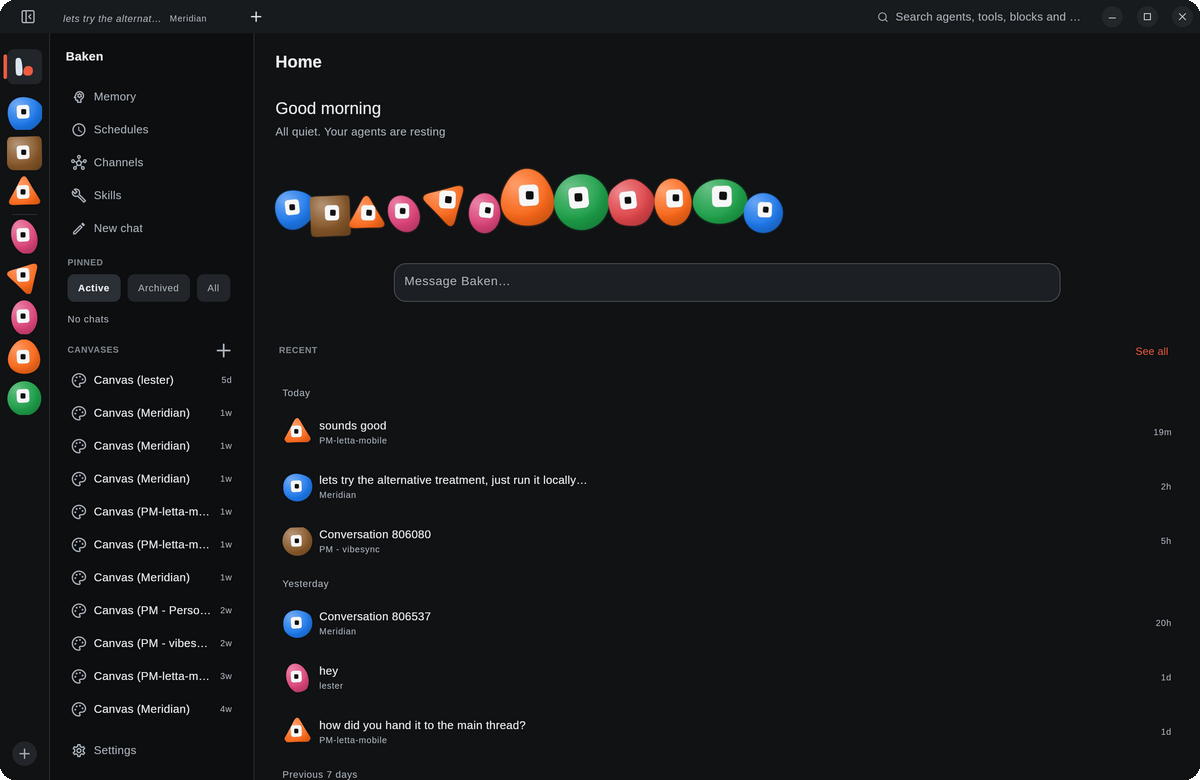 lets try the alternat… Meridian
Search agents, tools, blocks and …
Baken
Memory
Schedules
Channels
Skills
New chat
PINNED
Active Archived All
No chats
CANVASES
Canvas (lester) 5d
Canvas (Meridian) 1w
Canvas (Meridian) 1w
Canvas (Meridian) 1w
Canvas (PM-letta-m… 1w
Canvas (PM-letta-m… 1w
Canvas (Meridian) 1w
Canvas (PM - Perso… 2w
Canvas (PM - vibes… 2w
Canvas (PM-letta-m… 3w
Canvas (Meridian) 4w
Settings
Home
Good morning
All quiet. Your agents are resting
Message Baken…
RECENT See all
Today
sounds good
PM-letta-mobile 19m
lets try the alternative treatment, just run it locally…
Meridian 2h
Conversation 806080
PM - vibesync 5h
Yesterday
Conversation 806537
Meridian 20h
hey
lester 1d
how did you hand it to the main thread?
PM-letta-mobile 1d
Previous 7 days